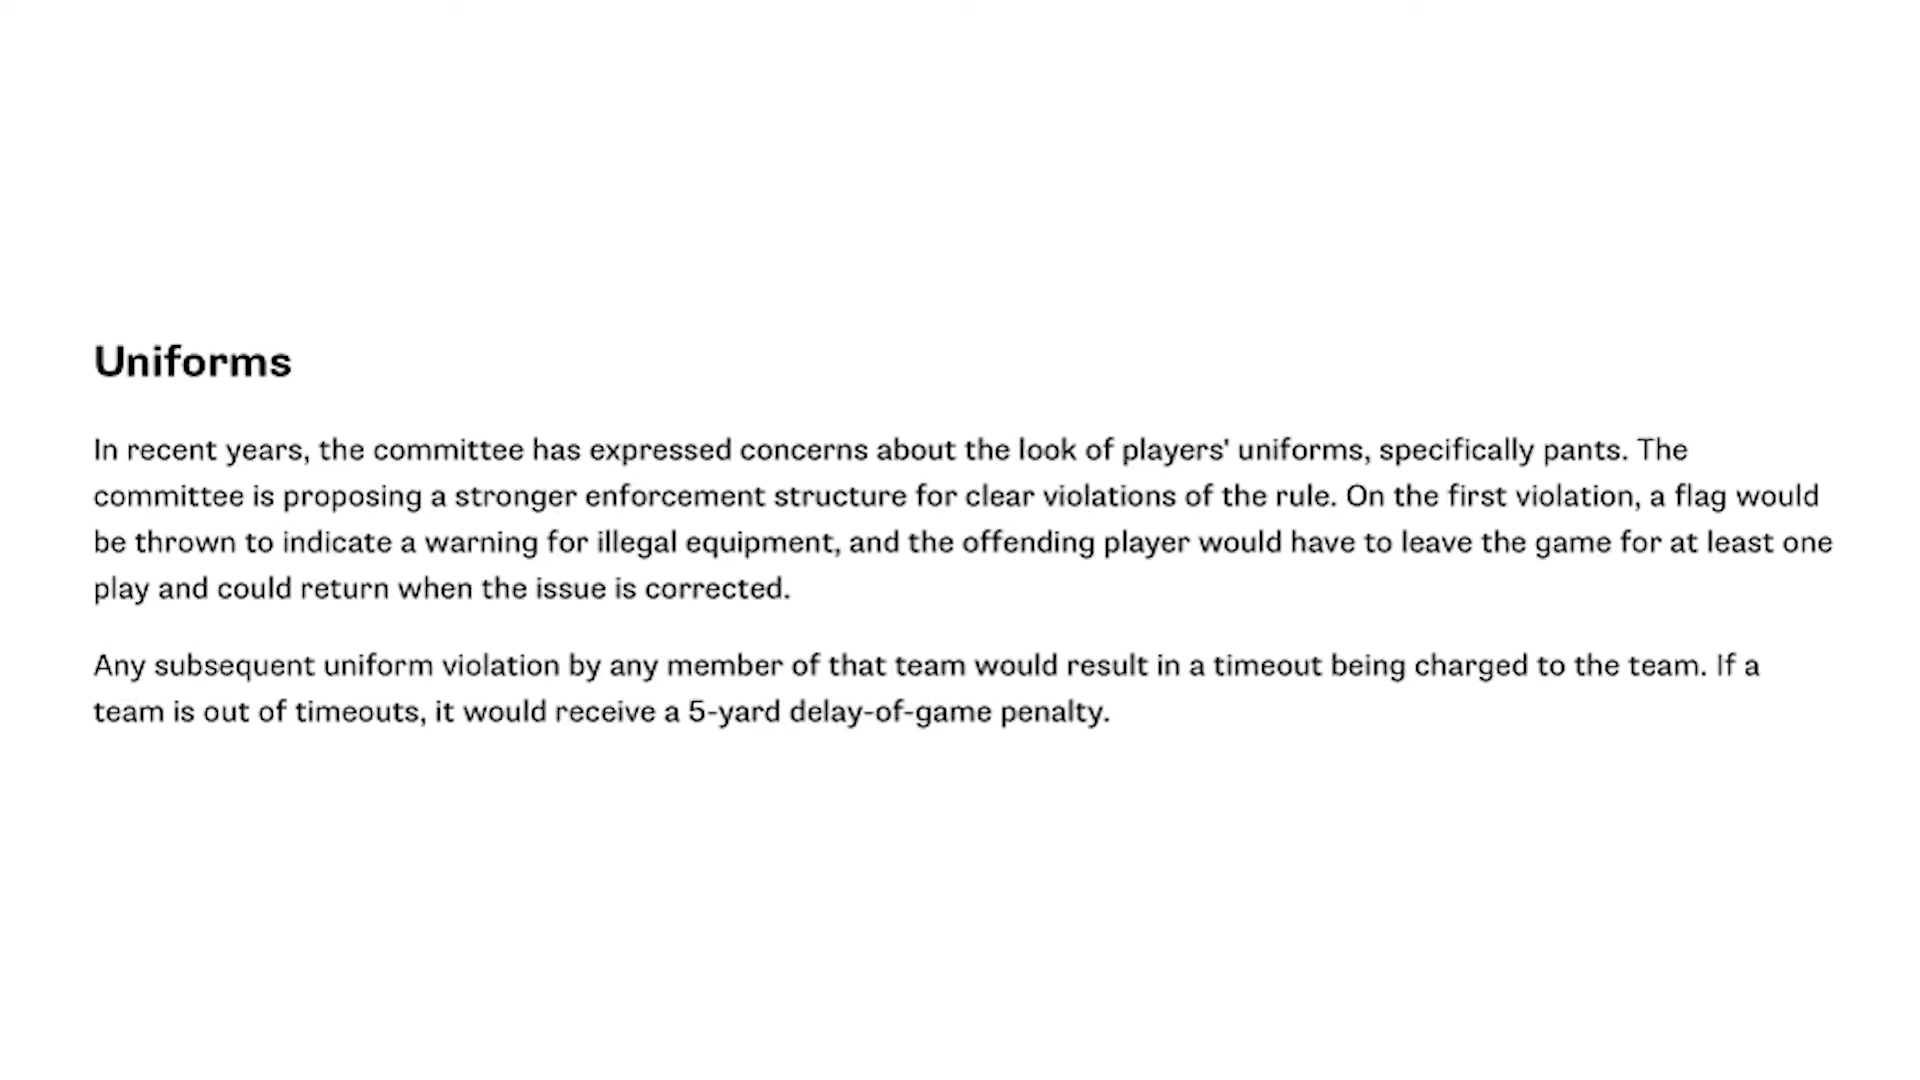 Uniforms
In recent years, the committee has expressed concerns about the look of players' uniforms, specifically pants. The
committee is proposing a stronger enforcement structure for clear violations of the rule. On the first violation, a flag would
be thrown to indicate a warning for illegal equipment, and the offending player would have to leave the game for at least one
play and could return when the issue is corrected.
Any subsequent uniform violation by any member of that team would result in a timeout being charged to the team. If a
team is out of timeouts, it would receive a 5-yard delay-of-game penalty.